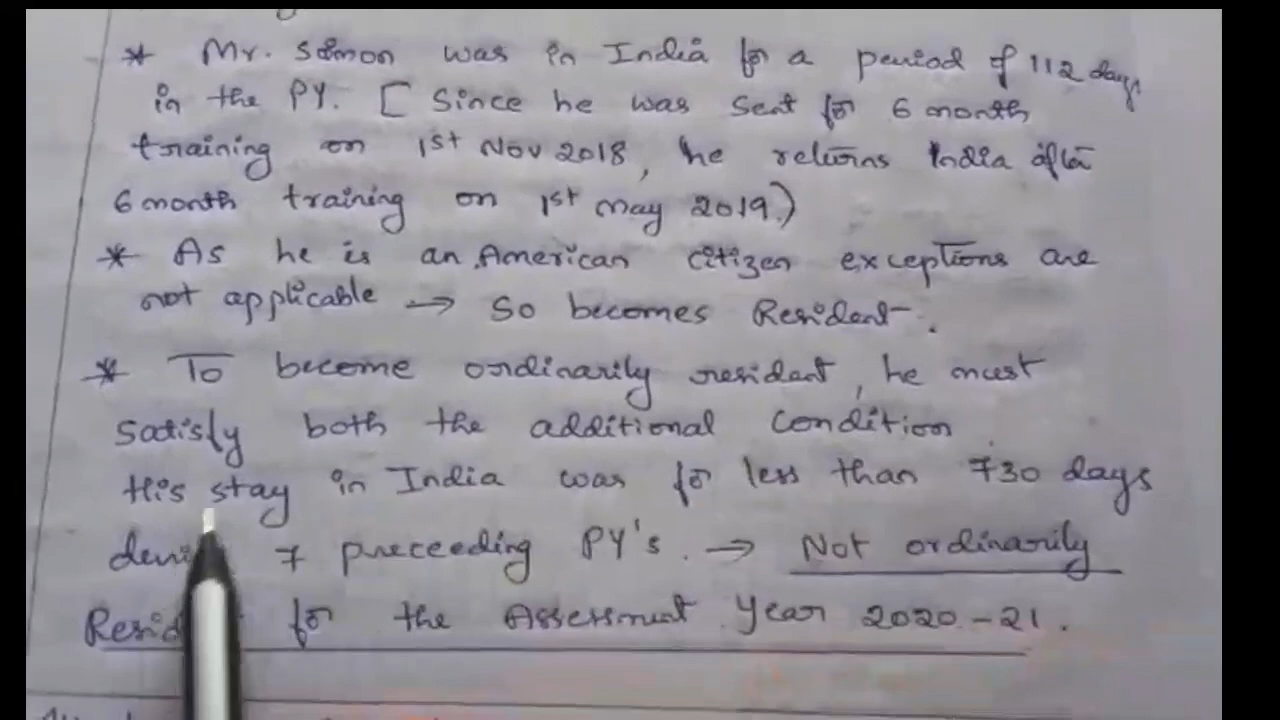 * Mr. Simon was in India for a period of 112 days
in the PY. [ Since he was sent for 6 month
training on 1st Nov 2018, he returns India after
6 month training on 1st may 2019.)
* As he is an American citizen exceptions are
not applicable → So becomes Resident.
* To become ordinarily resident, he must
satisfy both the additional condition
His stay in India was for less than 730 days
7 preceeding PY's. → Not ordinarily
for the Assessment Year 2020-21.